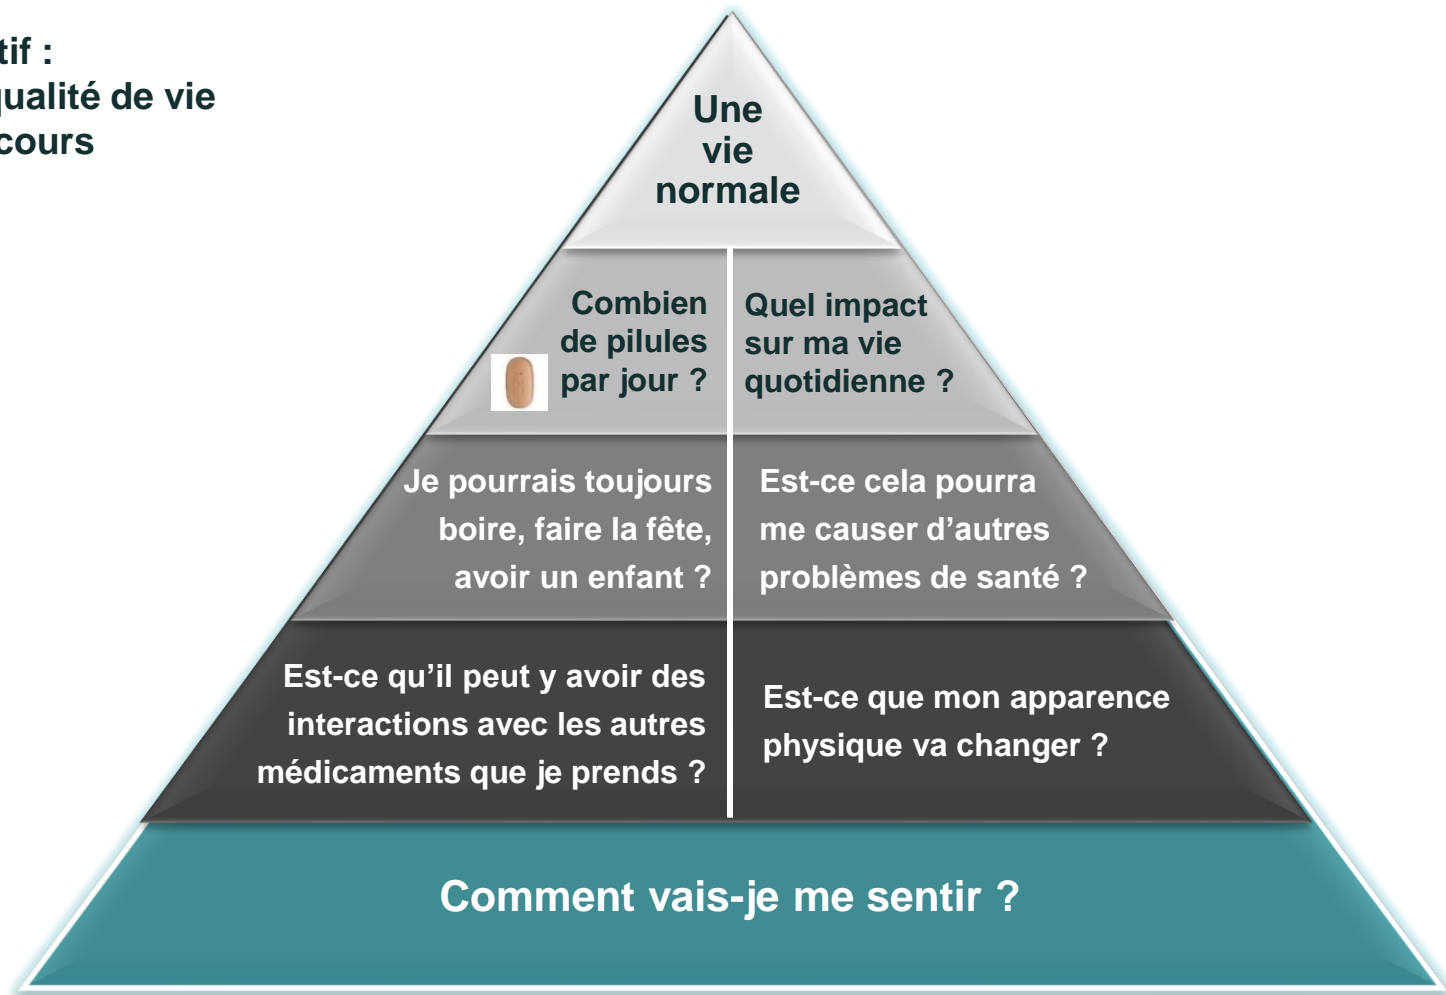 tif :
qualité de vie
cours
Une
vie
normale
Combien
de pilules
par jour ?
Quel impact
sur ma vie
quotidienne ?
Je pourrais toujours
boire, faire la fête,
avoir un enfant ?
Est-ce cela pourra
me causer d’autres
problèmes de santé ?
Est-ce qu’il peut y avoir des
interactions avec les autres
médicaments que je prends ?
Est-ce que mon apparence
physique va changer ?
Comment vais-je me sentir ?